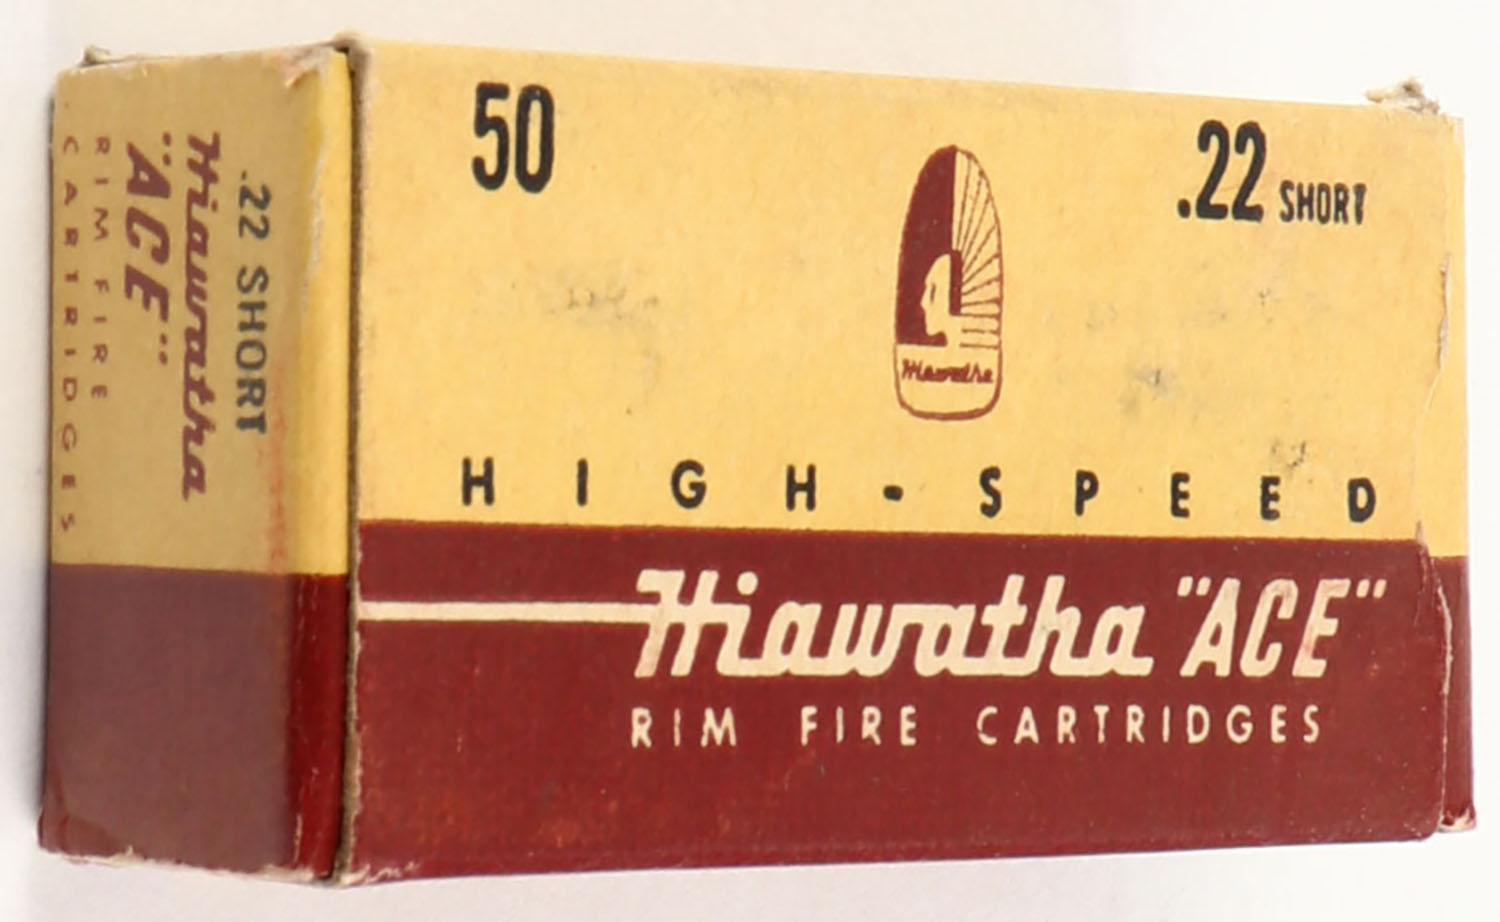 50
.22 SHORT
Hiawatha
HIGH-SPEED
Hiawatha "ACE"
RIM FIRE CARTRIDGES
.22 SHORT
Hiawatha
"ACE"
RIM FIRE
CARTRIDGES